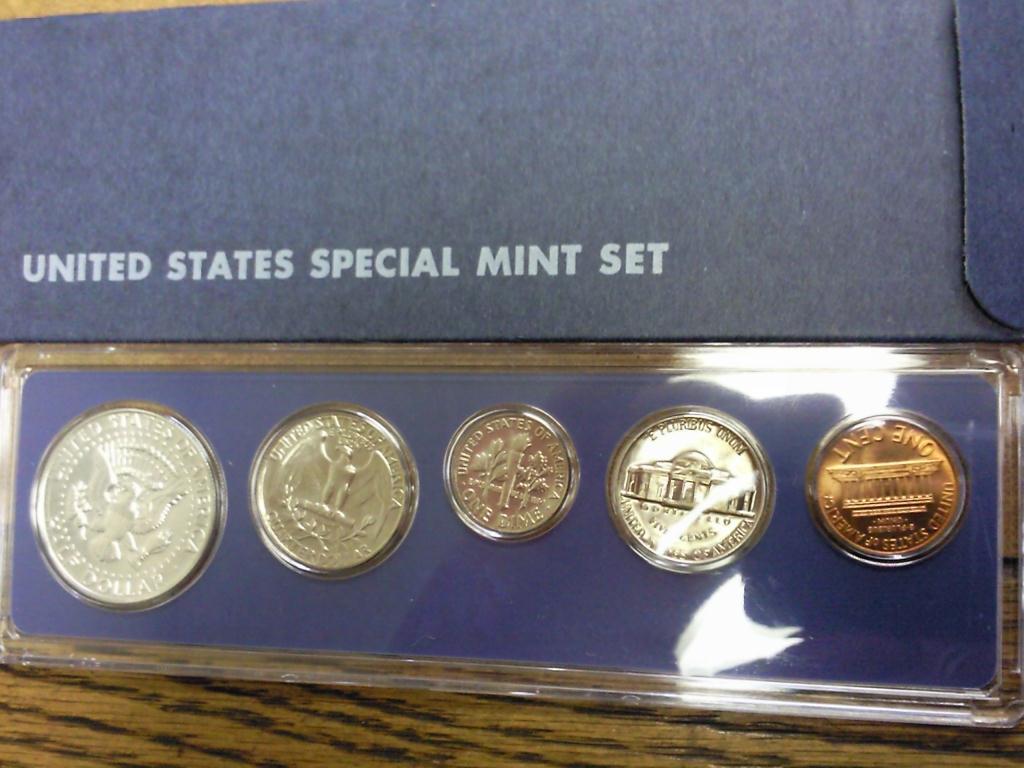 UNITED STATES SPECIAL MINT SET
UNITED STATES OF AMERICA
HALF DOLLAR
UNITED STATES OF AMERICA
QUARTER DOLLAR
UNITED STATES OF AMERICA
ONE DIME
E PLURIBUS UNUM
MONTICELLO
CENTS
UNITED STATES OF AMERICA
ONE CENT
UNITED STATES OF AMERICA